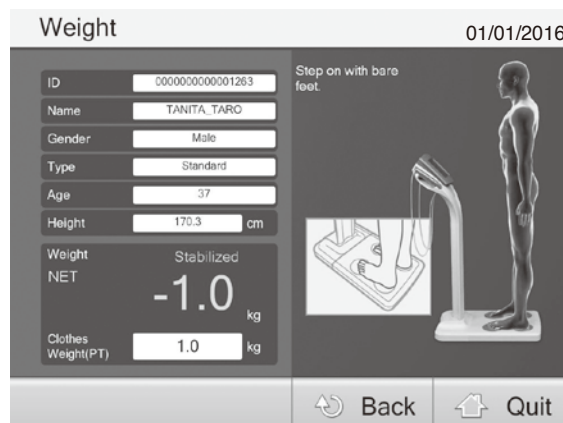 Weight
01/01/2016
ID 0000000000001263
Name TANITA_TARO
Gender Male
Type Standard
Age 37
Height 170.3 cm
Weight Stabilized
NET
-1.0 kg
Clothes
Weight(PT) 1.0 kg
Step on with bare
feet.
Back
Quit